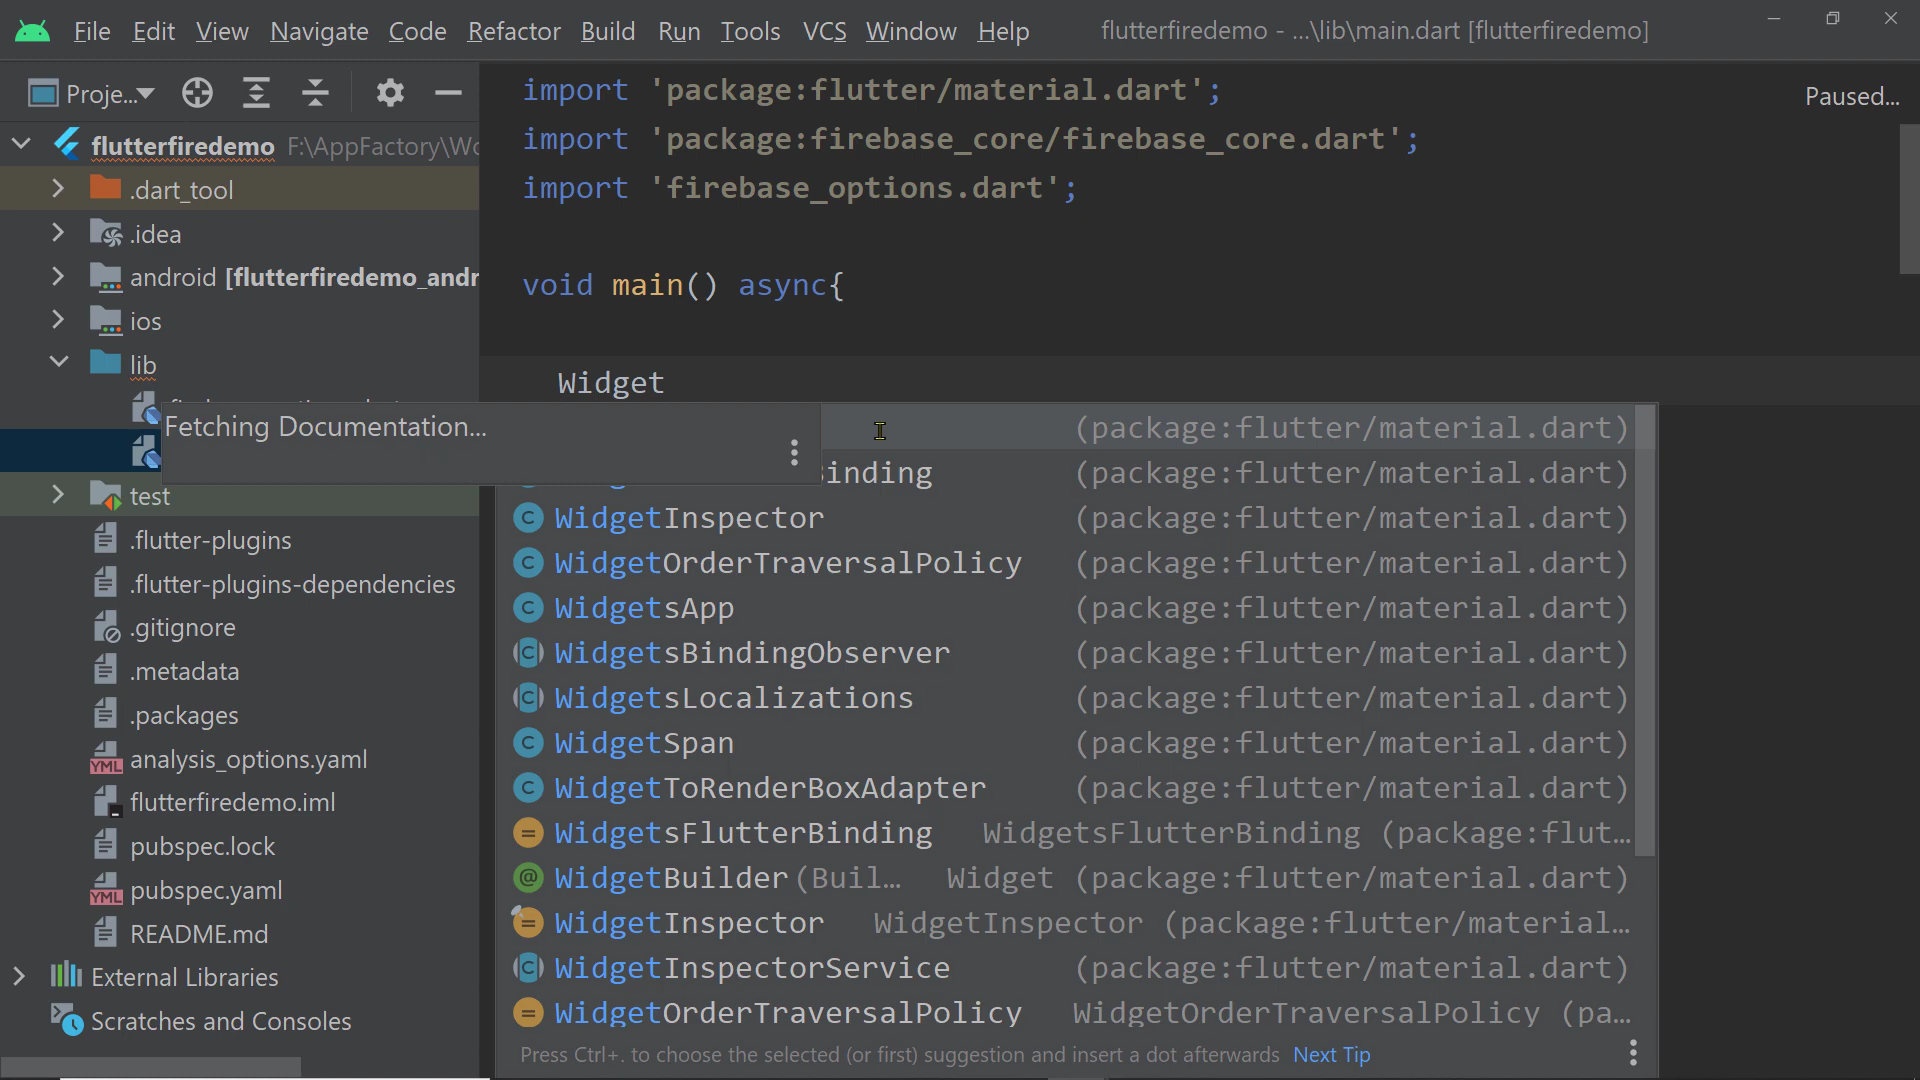 File Edit View Navigate Code Refactor Build Run Tools VCS Window Help flutterfiredemo - ...\lib\main.dart [flutterfiredemo]
Proje...
flutterfiredemo F:\AppFactory\Wo
.dart_tool
.idea
android [flutterfiredemo_andr
ios
lib
test
.flutter-plugins
.flutter-plugins-dependencies
.gitignore
.metadata
.packages
analysis_options.yaml
flutterfiredemo.iml
pubspec.lock
pubspec.yaml
README.md
External Libraries
Scratches and Consoles
import 'package:flutter/material.dart';
Paused...
import 'package:firebase_core/firebase_core.dart';
import 'firebase_options.dart';
void main() async{
Widget
Fetching Documentation...
(package:flutter/material.dart)
inding (package:flutter/material.dart)
WidgetInspector (package:flutter/material.dart)
WidgetOrderTraversalPolicy (package:flutter/material.dart)
WidgetsApp (package:flutter/material.dart)
WidgetsBindingObserver (package:flutter/material.dart)
WidgetsLocalizations (package:flutter/material.dart)
WidgetSpan (package:flutter/material.dart)
WidgetToRenderBoxAdapter (package:flutter/material.dart)
WidgetsFlutterBinding WidgetsFlutterBinding (package:flut...
WidgetBuilder(Buil... Widget (package:flutter/material.dart)
WidgetInspector WidgetInspector (package:flutter/material...
WidgetInspectorService (package:flutter/material.dart)
WidgetOrderTraversalPolicy WidgetOrderTraversalPolicy (pa...
Press Ctrl+. to choose the selected (or first) suggestion and insert a dot afterwards Next Tip